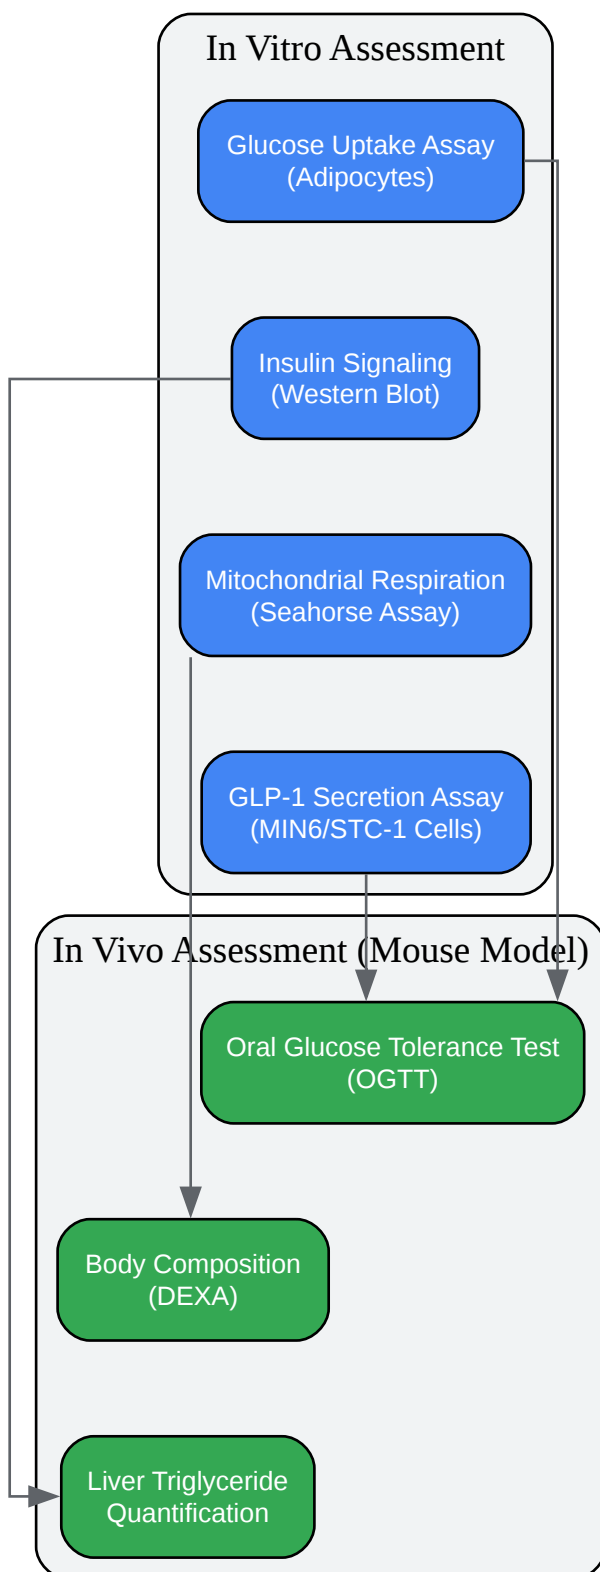 In Vitro Assessment
Glucose Uptake Assay
(Adipocytes)
Insulin Signaling
(Western Blot)
Mitochondrial Respiration
(Seahorse Assay)
GLP-1 Secretion Assay
(MIN6/STC-1 Cells)
In Vivo Assessment (Mouse Model)
Oral Glucose Tolerance Test
(OGTT)
Body Composition
(DEXA)
Liver Triglyceride
Quantification